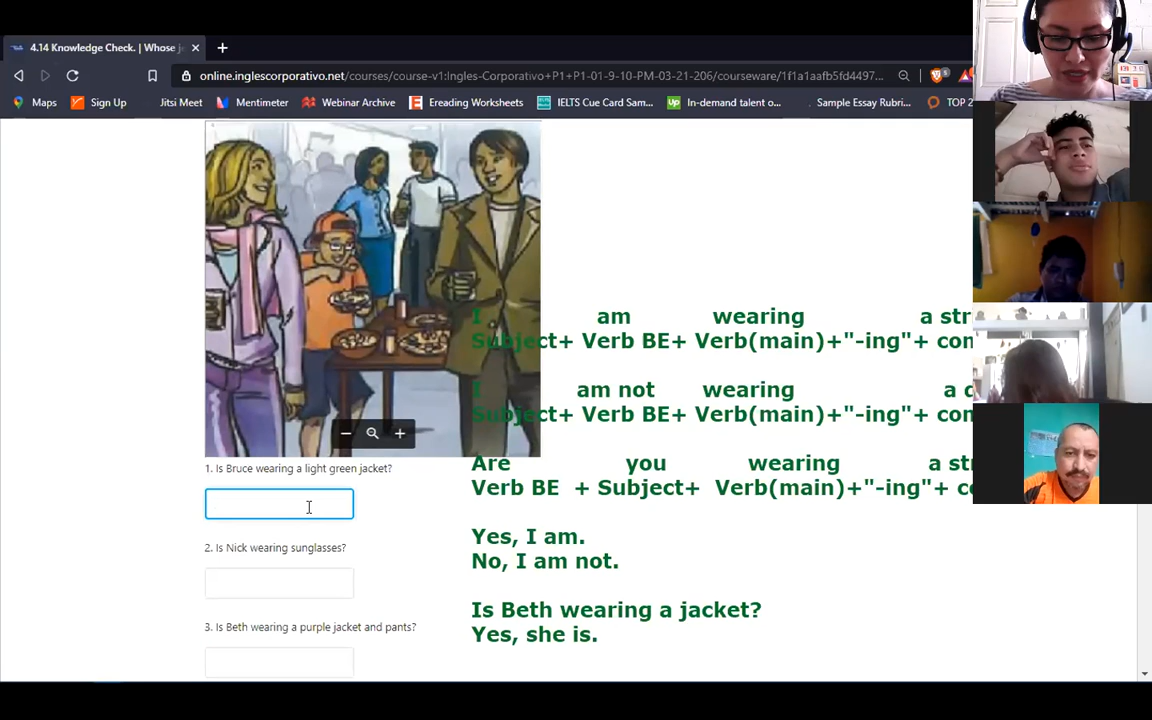 4.14 Knowledge Check. | Whose j
online.inglescorporativo.net/courses/course-v1:Ingles-Corporativo+P1+P1-01-9-10-PM-03-21-206/courseware/1f1a1aafb5fd4497...
Maps Sign Up Jitsi Meet Mentimeter Webinar Archive Ereading Worksheets IELTS Cue Card Sam... In-demand talent o... Sample Essay Rubri... TOP 2
I am wearing a str
Subject+ Verb BE+ Verb(main)+"-ing"+ con
I am not wearing a
Subject+ Verb BE+ Verb(main)+"-ing"+ con
1. Is Bruce wearing a light green jacket?
Are you wearing a str
Verb BE + Subject+ Verb(main)+"-ing"+ co
Yes, I am.
2. Is Nick wearing sunglasses?
No, I am not.
Is Beth wearing a jacket?
3. Is Beth wearing a purple jacket and pants?
Yes, she is.